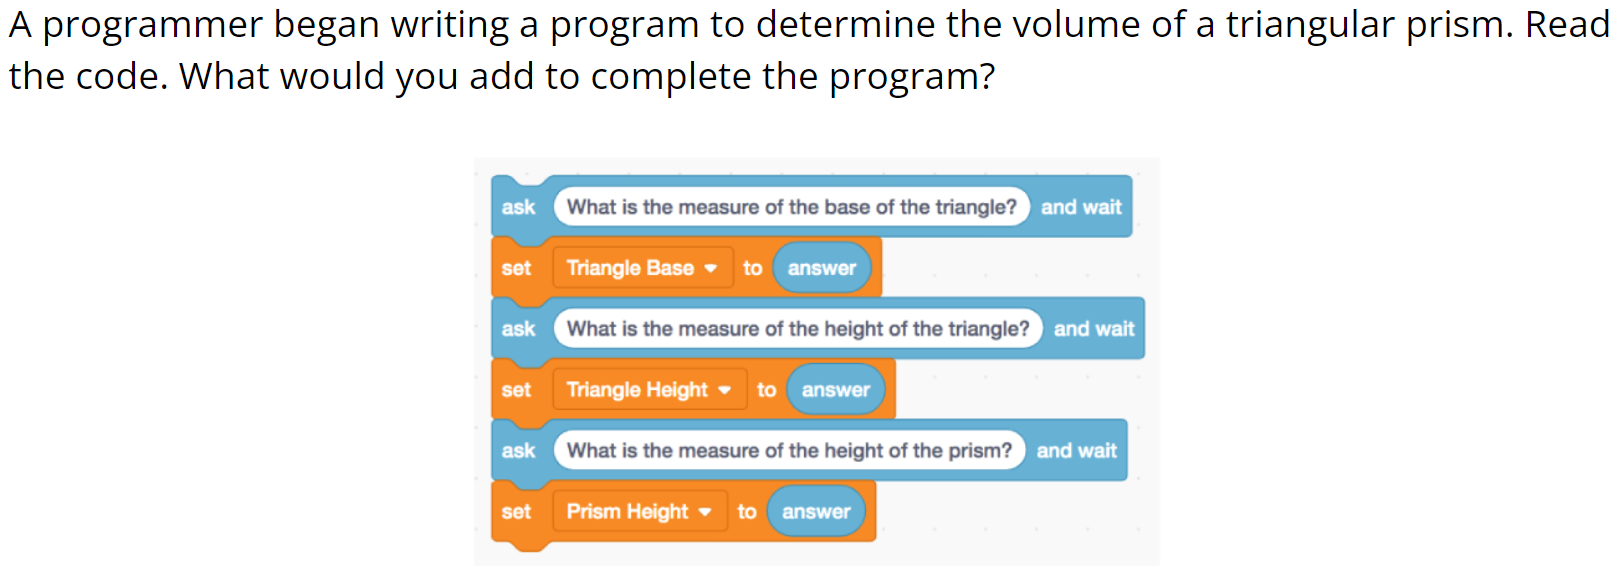 A programmer began writing a program to determine the volume of a triangular prism. Read
the code. What would you add to complete the program?
ask What is the measure of the base of the triangle? and wait
set Triangle Base to answer
ask What is the measure of the height of the triangle? and wait
set Triangle Height to answer
ask What is the measure of the height of the prism? and wait
set Prism Height to answer